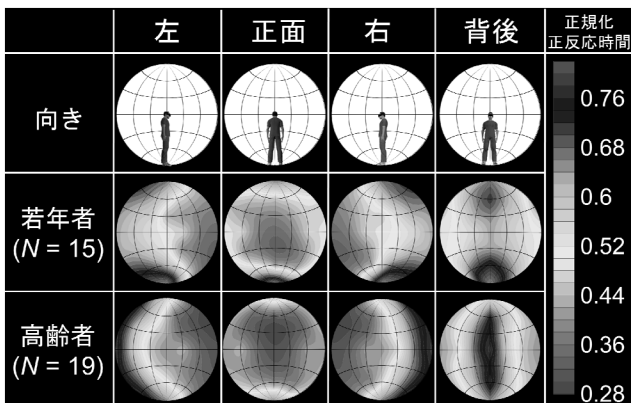 左 正面 右 背後 正規化
正反応時間
向き
若年者
(N = 15)
高齢者
(N = 19)
0.76
0.68
0.6
0.52
0.44
0.36
0.28